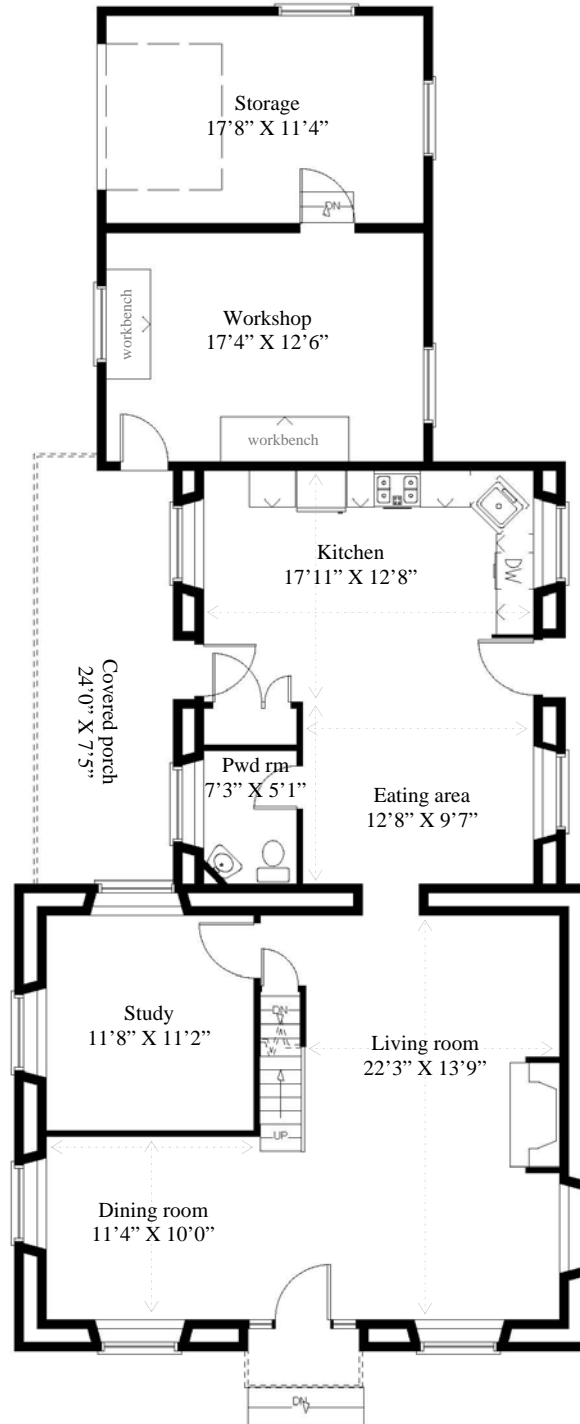 Storage
17’8” X 11’4”
DN
Workshop
17’4” X 12’6”
workbench
workbench
Kitchen
17’11” X 12’8”
DW
Covered porch
24’0” X 7’5”
Pwd rm
7’3” X 5’1”
Eating area
12’8” X 9’7”
Study
11’8” X 11’2”
DN
Living room
22’3” X 13’9”
UP
Dining room
11’4” X 10’0”
DN